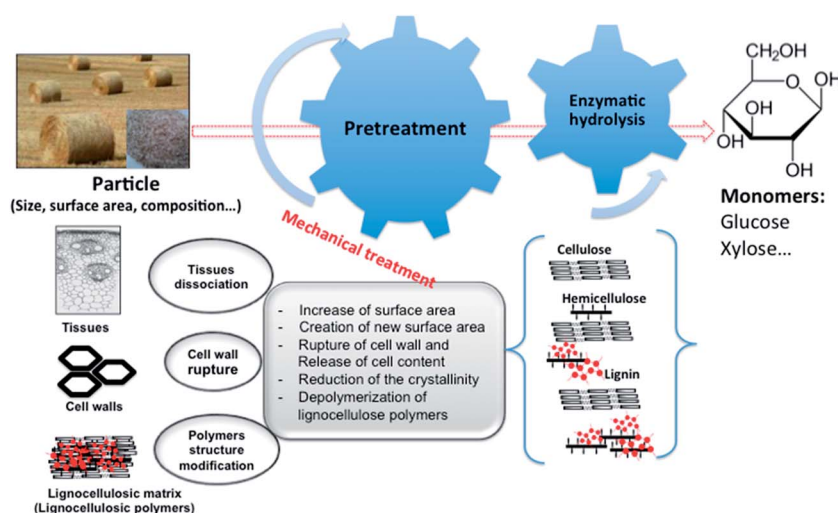 Particle
(Size, surface area, composition...)
Pretreatment
Enzymatic
hydrolysis
CH₂OH
O
OH
OH
OH
OH
Monomers:
Glucose
Xylose...
Mechanical treatment
Tissues
Tissues
dissociation
Cell walls
Cell wall
rupture
Lignocellulosic matrix
(Lignocellulosic polymers)
Polymers
structure
modification
- Increase of surface area
- Creation of new surface area
- Rupture of cell wall and
Release of cell content
- Reduction of the crystallinity
- Depolymerization of
lignocellulose polymers
Cellulose
Hemicellulose
Lignin